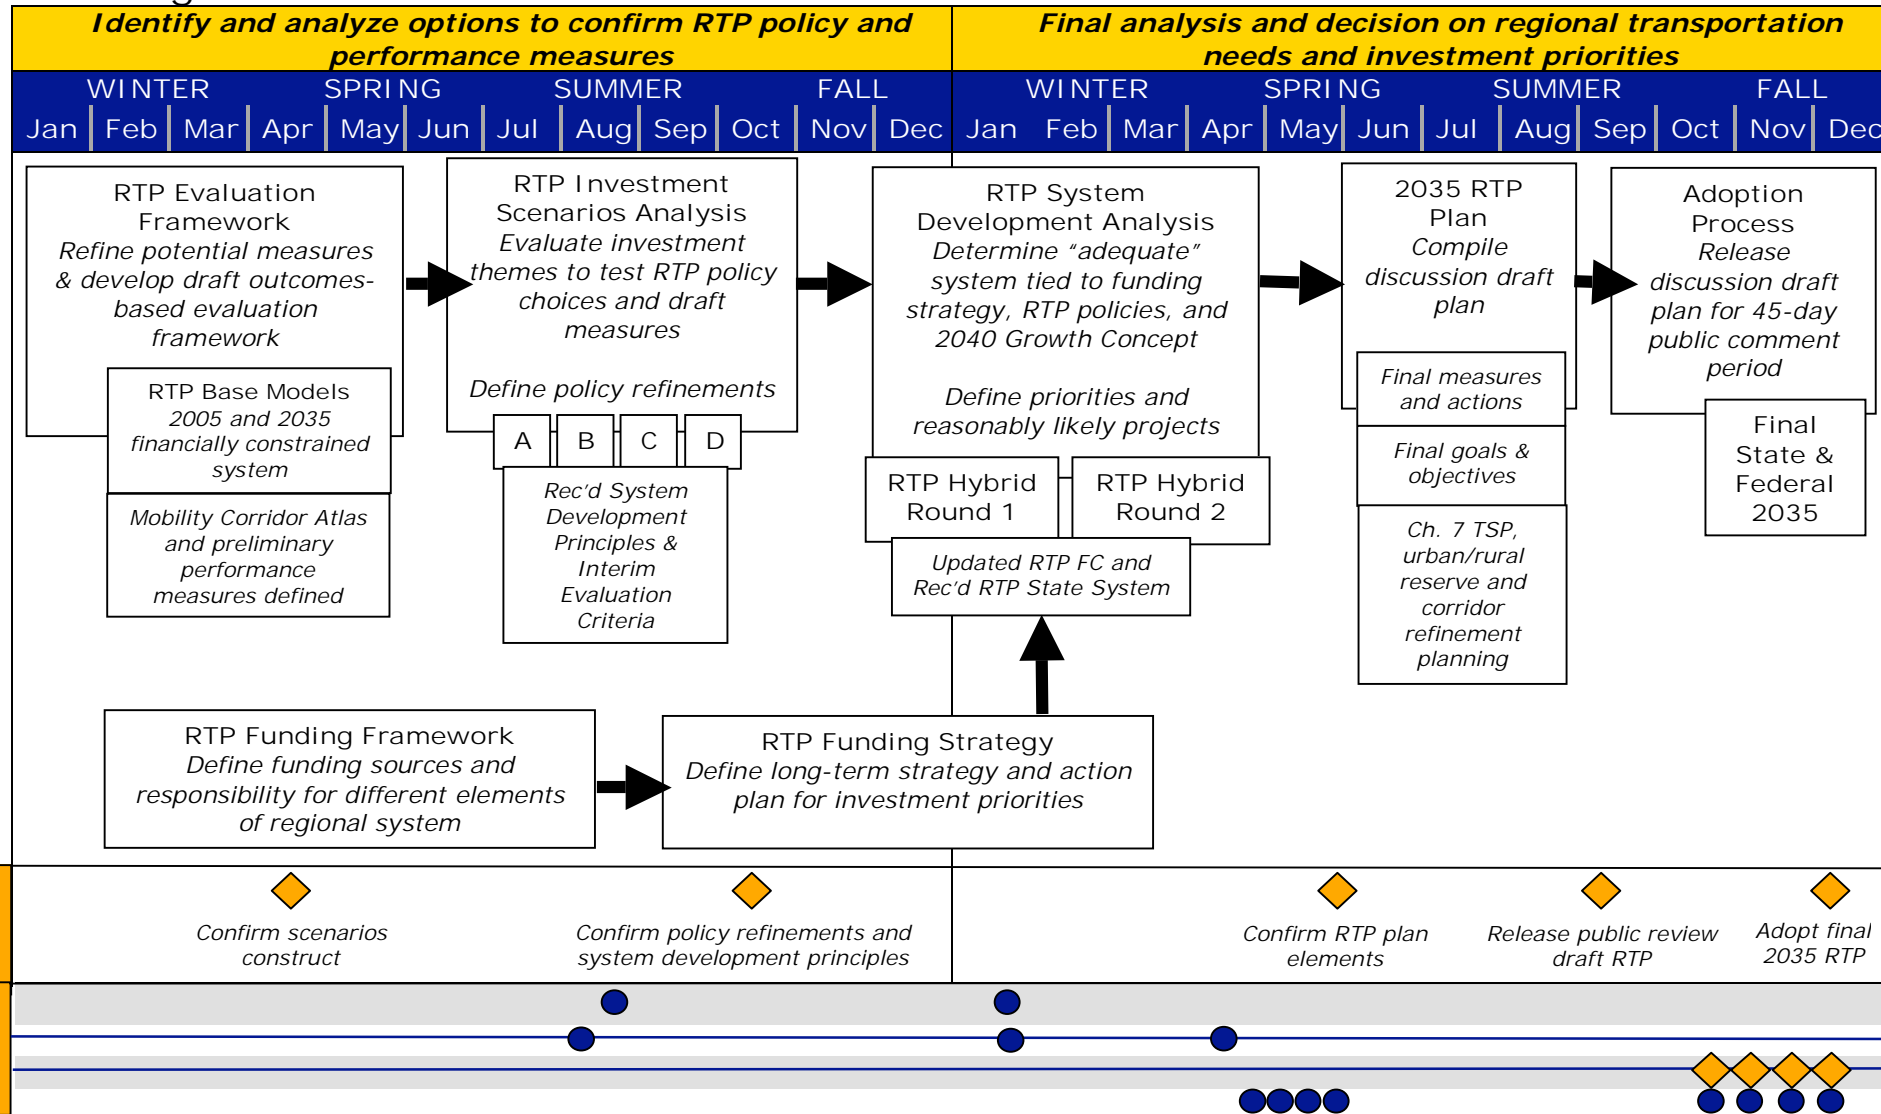 Identify and analyze options to confirm RTP policy and
performance measures
Final analysis and decision on regional transportation
needs and investment priorities
WINTER SPRING SUMMER FALL WINTER SPRING SUMMER FALL
Jan Feb Mar Apr May Jun Jul Aug Sep Oct Nov Dec Jan Feb Mar Apr May Jun Jul Aug Sep Oct Nov Dec
RTP Evaluation
Framework
Refine potential measures
& develop draft outcomes-
based evaluation
framework
RTP Base Models
2005 and 2035
financially constrained
system
Mobility Corridor Atlas
and preliminary
performance
measures defined
RTP Investment
Scenarios Analysis
Evaluate investment
themes to test RTP policy
choices and draft
measures
Define policy refinements
A B C D
Rec'd System
Development
Principles &
Interim
Evaluation
Criteria
RTP System
Development Analysis
Determine “adequate”
system tied to funding
strategy, RTP policies, and
2040 Growth Concept
Define priorities and
reasonably likely projects
RTP Hybrid
Round 1
RTP Hybrid
Round 2
Updated RTP FC and
Rec’d RTP State System
2035 RTP
Plan
Compile
discussion draft
plan
Final measures
and actions
Final goals &
objectives
Ch. 7 TSP,
urban/rural
reserve and
corridor
refinement
planning
Adoption
Process
Release
discussion draft
plan for 45-day
public comment
period
Final
State &
Federal
2035
RTP Funding Framework
Define funding sources and
responsibility for different elements
of regional system
RTP Funding Strategy
Define long-term strategy and action
plan for investment priorities
Confirm scenarios
construct
Confirm policy refinements and
system development principles
Confirm RTP plan
elements
Release public review
draft RTP
Adopt final
2035 RTP